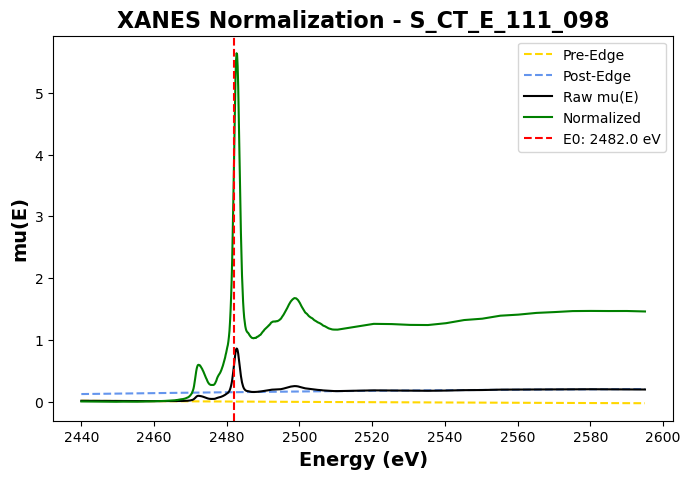 XANES Normalization - S_CT_E_111_098
Pre-Edge
Post-Edge
Raw mu(E)
Normalized
E0: 2482.0 eV
mu(E)
5
4
3
2
1
0
2440 2460 2480 2500 2520 2540 2560 2580 2600
Energy (eV)